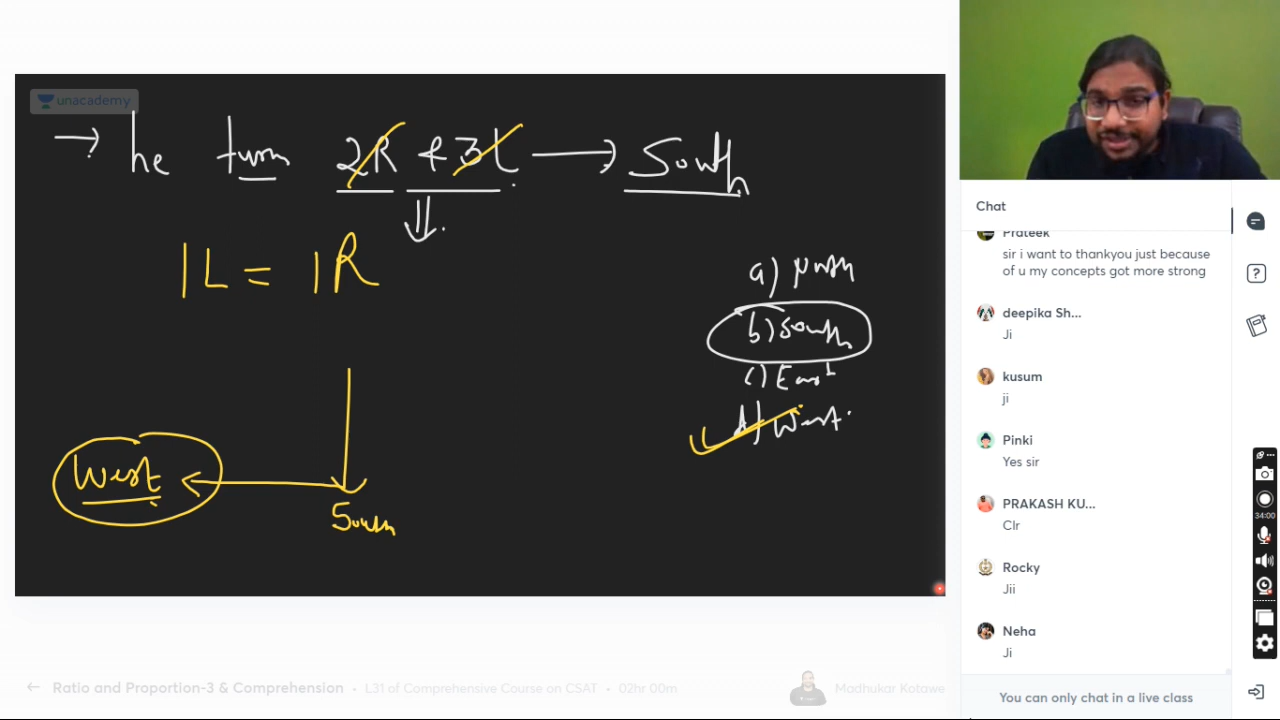 unacademy
→ he turn 2R & 3L → South
1L = 1R
a) North
b) South
c) East
d) West
West
South
Chat
Prateek
sir i want to thankyou just because
of u my concepts got more strong
deepika Sh...
Ji
kusum
ji
Pinki
Yes sir
PRAKASH KU...
Clr
Rocky
Jii
Neha
Ji
You can only chat in a live class
34:00
← Ratio and Proportion-3 & Comprehension • L31 of Comprehensive Course on CSAT • 02hr 00m
Madhukar Kotawe